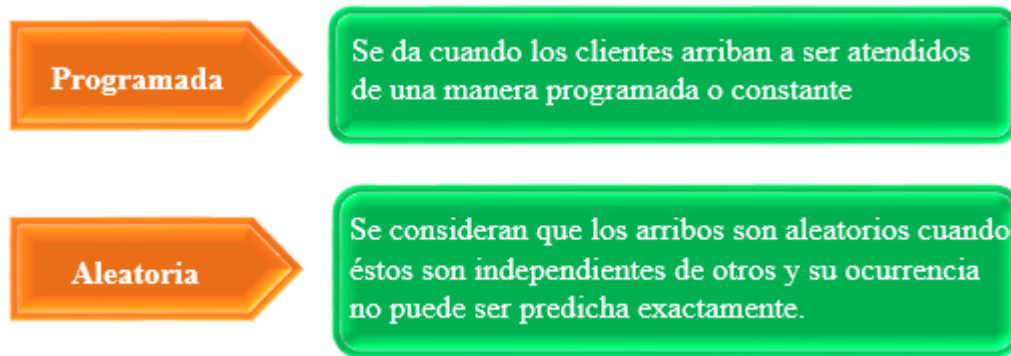 Programada
Se da cuando los clientes arriban a ser atendidos
de una manera programada o constante
Aleatoria
Se consideran que los arribos son aleatorios cuando
éstos son independientes de otros y su ocurrencia
no puede ser predicha exactamente.